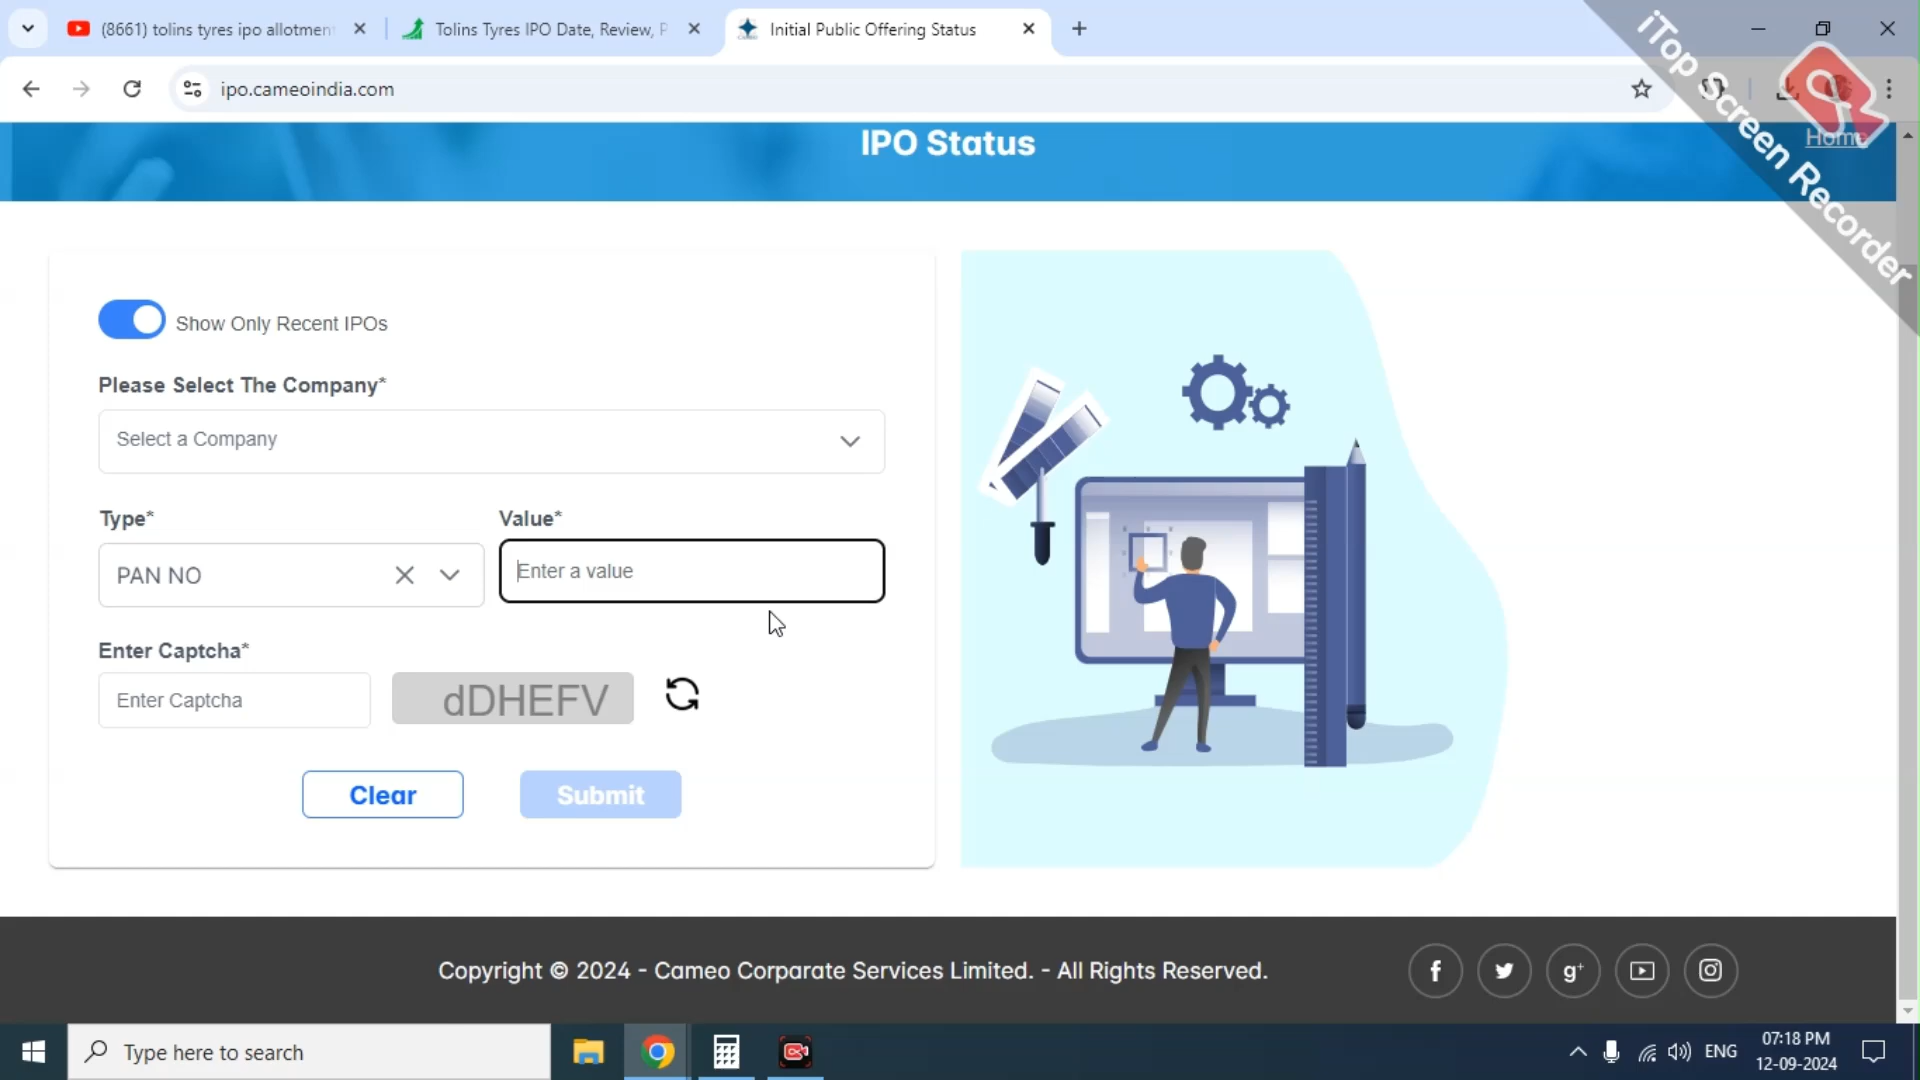 (8661) tolins tyres ipo allotmen
Tolins Tyres IPO Date, Review, P
Initial Public Offering Status
ipo.cameoindia.com
iTop Screen Recorder
IPO Status
Home
Show Only Recent IPOs
Please Select The Company*
Select a Company
Type*
Value*
PAN NO
Enter a value
Enter Captcha*
Enter Captcha
dDHEFV
Clear
Submit
Copyright © 2024 - Cameo Corparate Services Limited. - All Rights Reserved.
f
g+
Type here to search
ENG
07:18 PM
12-09-2024